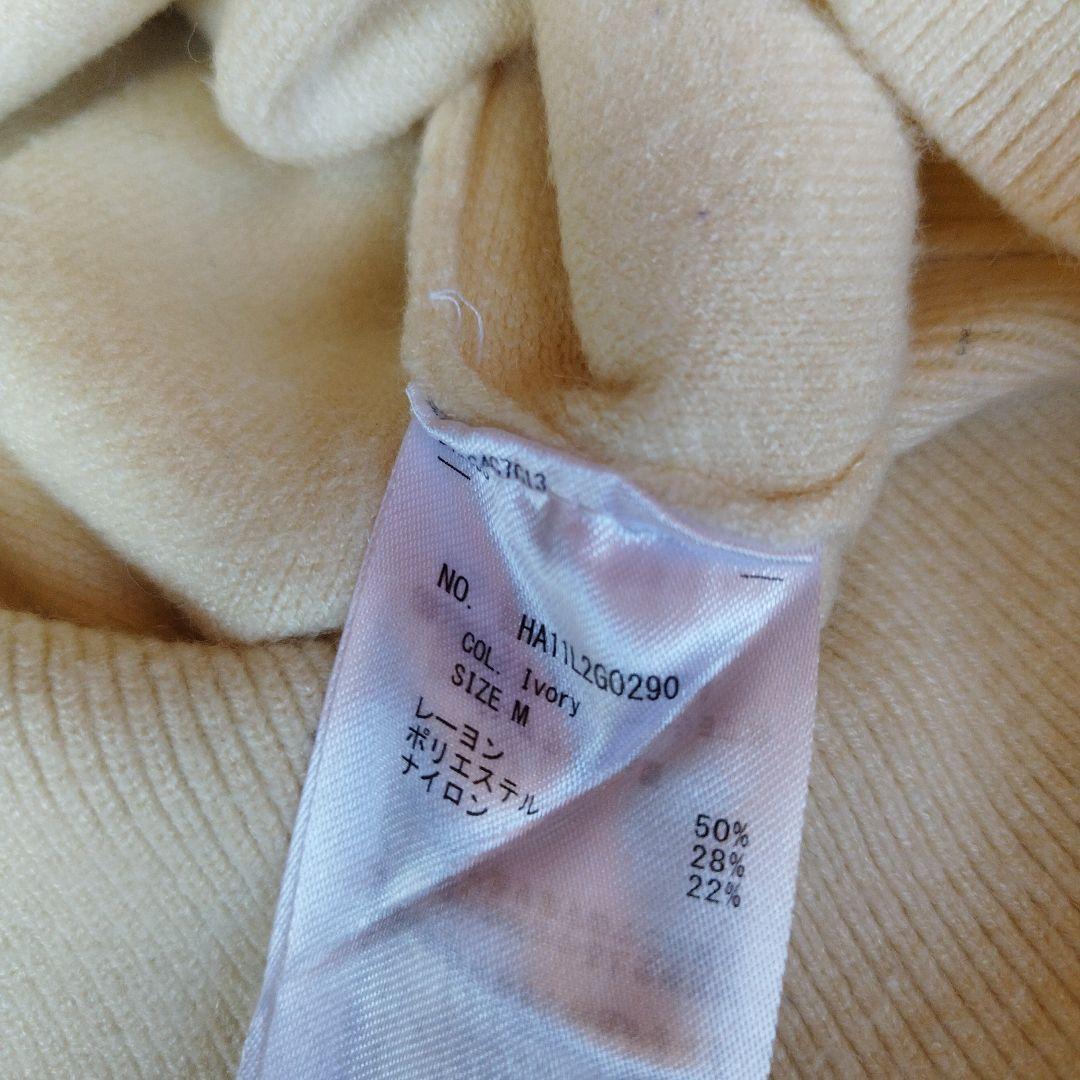 NO. HA11L2G0290
COL. Ivory
SIZE M
レーヨン 50%
ポリエステル 28%
ナイロン 22%